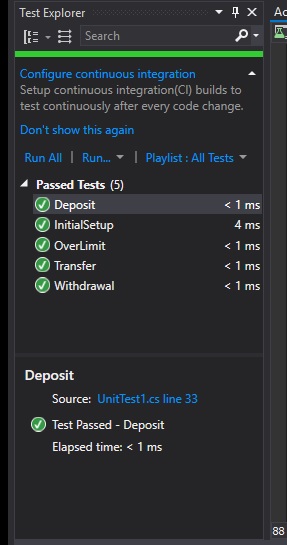 Test Explorer
Search
Configure continuous integration
Setup continuous integration(CI) builds to
test continuously after every code change.
Don't show this again
Run All | Run... | Playlist : All Tests
Passed Tests (5)
Deposit < 1 ms
InitialSetup 4 ms
OverLimit < 1 ms
Transfer < 1 ms
Withdrawal < 1 ms
Deposit
Source: UnitTest1.cs line 33
Test Passed - Deposit
Elapsed time: < 1 ms
88